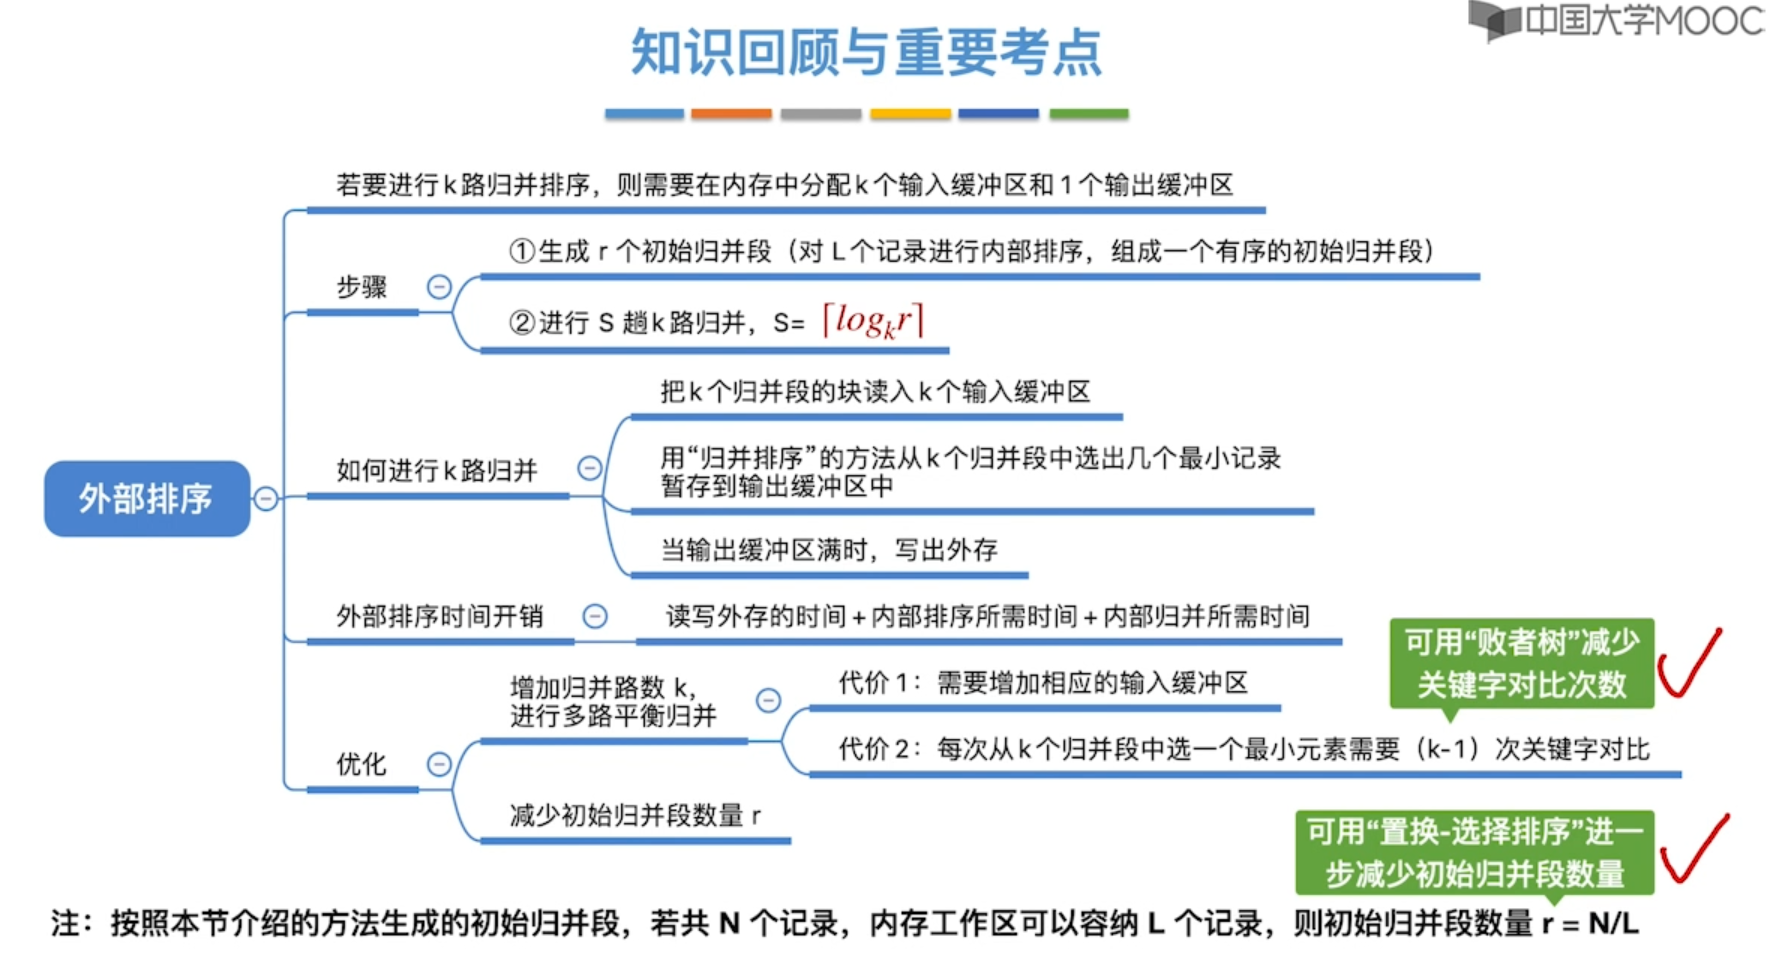 中国大学MOOC
知识回顾与重要考点
若要进行k路归并排序，则需要在内存中分配k个输入缓冲区和1个输出缓冲区
①生成 r 个初始归并段（对 L个记录进行内部排序，组成一个有序的初始归并段）
步骤
②进行 S 趟k路归并，S= ⌈logₖr⌉
把k个归并段的块读入k个输入缓冲区
用“归并排序”的方法从k个归并段中选出几个最小记录
暂存到输出缓冲区中
如何进行k路归并
当输出缓冲区满时，写出外存
外部排序
外部排序时间开销
读写外存的时间+内部排序所需时间+内部归并所需时间
可用“败者树”减少
关键字对比次数
增加归并路数 k，
进行多路平衡归并
代价1：需要增加相应的输入缓冲区
代价2：每次从k个归并段中选一个最小元素需要（k-1）次关键字对比
优化
减少初始归并段数量 r
可用“置换-选择排序”进一
步减少初始归并段数量
注：按照本节介绍的方法生成的初始归并段，若共 N 个记录，内存工作区可以容纳 L 个记录，则初始归并段数量 r = N/L